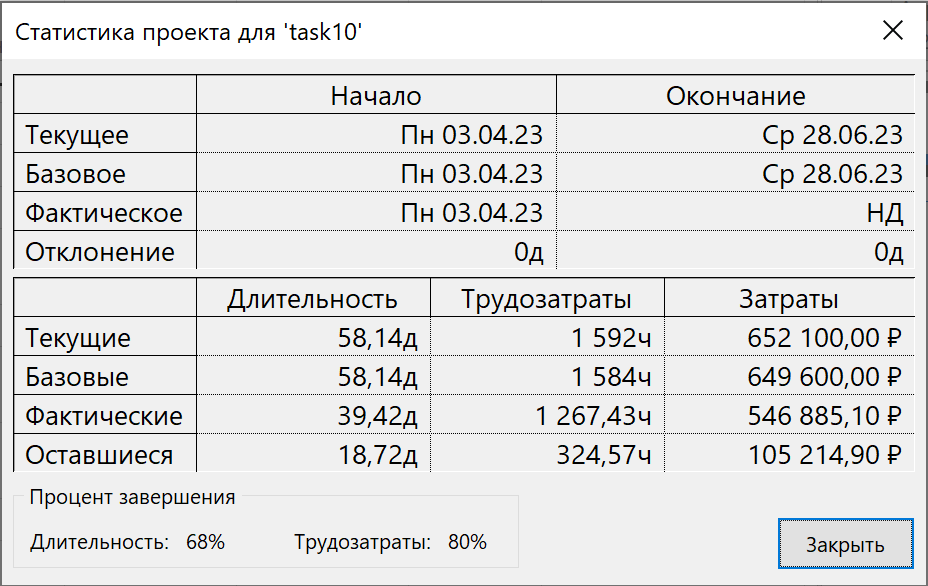 Статистика проекта для 'task10'
Начало Окончание
Текущее Пн 03.04.23 Ср 28.06.23
Базовое Пн 03.04.23 Ср 28.06.23
Фактическое Пн 03.04.23 НД
Отклонение 0д 0д
Длительность Трудозатраты Затраты
Текущие 58,14д 1 592ч 652 100,00 ₽
Базовые 58,14д 1 584ч 649 600,00 ₽
Фактические 39,42д 1 267,43ч 546 885,10 ₽
Оставшиеся 18,72д 324,57ч 105 214,90 ₽
Процент завершения
Длительность: 68% Трудозатраты: 80%
Закрыть